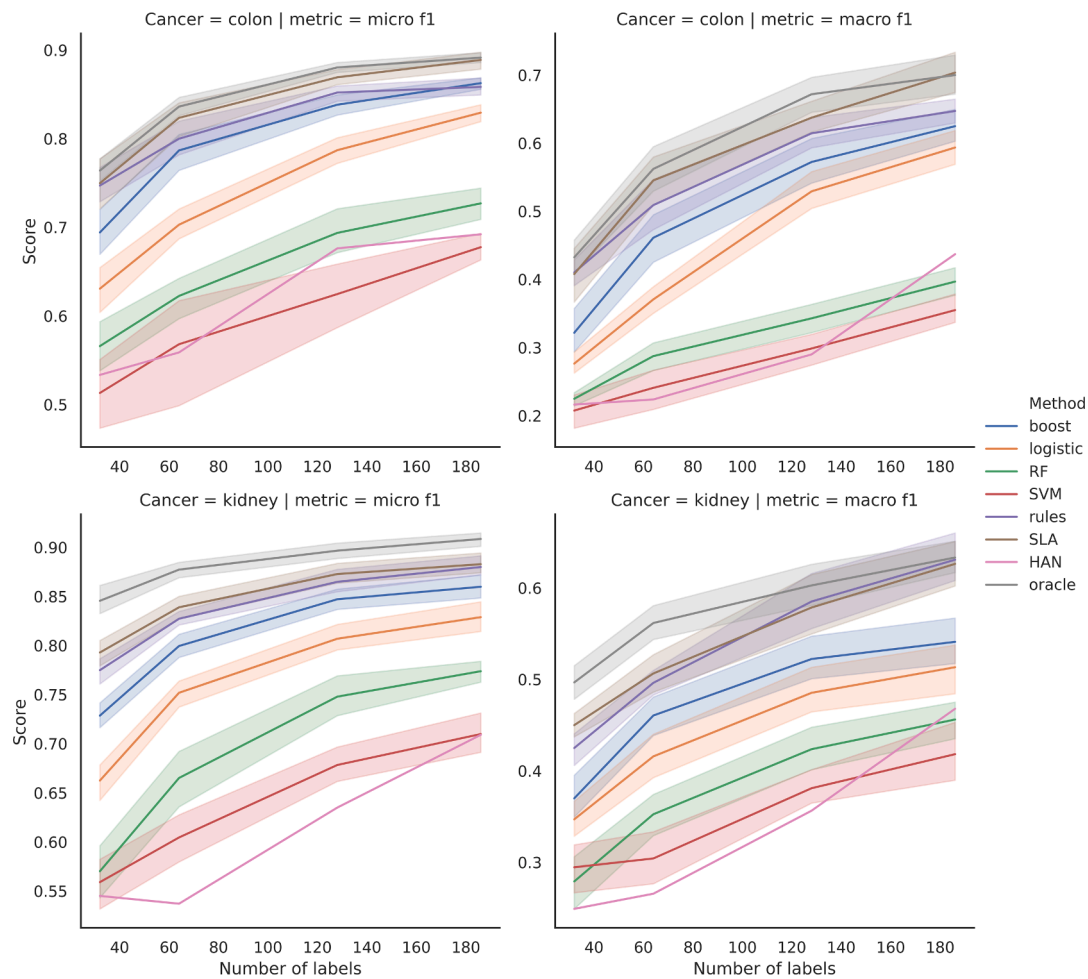 Cancer = colon | metric = micro f1
Cancer = colon | metric = macro f1
Score
0.9
0.8
0.7
0.6
0.5
40 60 80 100 120 140 160 180
0.7
0.6
0.5
0.4
0.3
0.2
40 60 80 100 120 140 160 180
Method
boost
logistic
RF
SVM
rules
SLA
HAN
oracle
Cancer = kidney | metric = micro f1
Cancer = kidney | metric = macro f1
Score
0.90
0.85
0.80
0.75
0.70
0.65
0.60
0.55
40 60 80 100 120 140 160 180
Number of labels
0.6
0.5
0.4
0.3
40 60 80 100 120 140 160 180
Number of labels